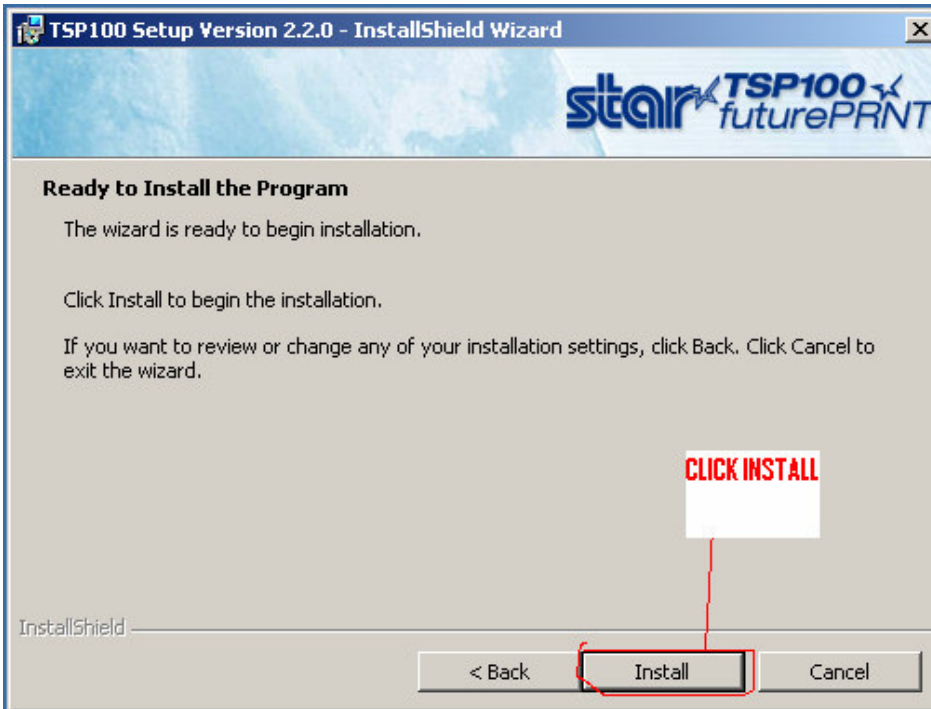 TSP100 Setup Version 2.2.0 - InstallShield Wizard
star TSP100
futurePRNT
Ready to Install the Program
The wizard is ready to begin installation.
Click Install to begin the installation.
If you want to review or change any of your installation settings, click Back. Click Cancel to
exit the wizard.
CLICK INSTALL
InstallShield
< Back Install Cancel